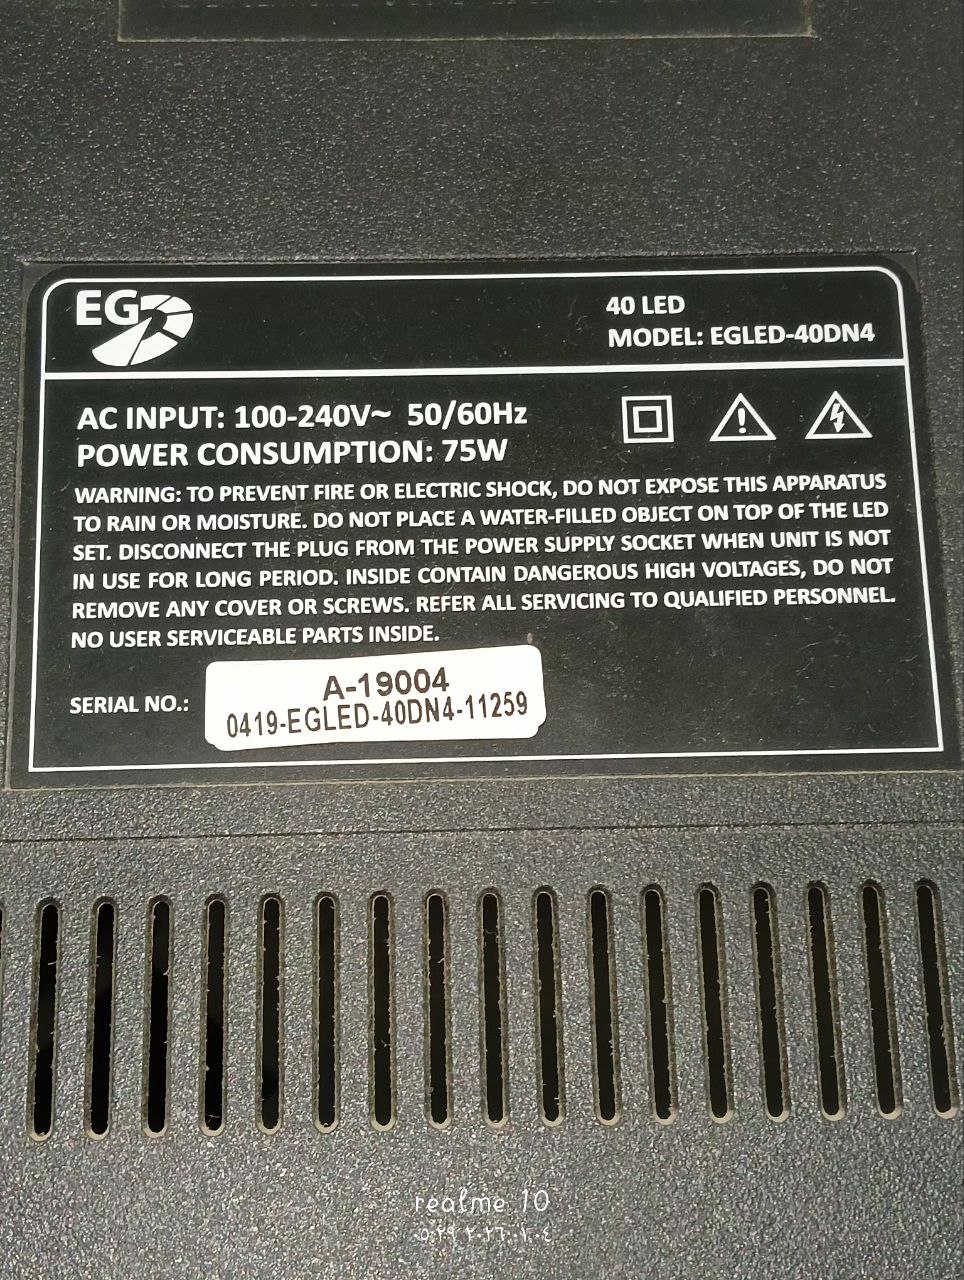 EG
40 LED
MODEL: EGLED-40DN4
AC INPUT: 100-240V~ 50/60Hz
POWER CONSUMPTION: 75W
WARNING: TO PREVENT FIRE OR ELECTRIC SHOCK, DO NOT EXPOSE THIS APPARATUS
TO RAIN OR MOISTURE. DO NOT PLACE A WATER-FILLED OBJECT ON TOP OF THE LED
SET. DISCONNECT THE PLUG FROM THE POWER SUPPLY SOCKET WHEN UNIT IS NOT
IN USE FOR LONG PERIOD. INSIDE CONTAIN DANGEROUS HIGH VOLTAGES, DO NOT
REMOVE ANY COVER OR SCREWS. REFER ALL SERVICING TO QUALIFIED PERSONNEL.
NO USER SERVICEABLE PARTS INSIDE.
SERIAL NO.:
A-19004
0419-EGLED-40DN4-11259
realme 10